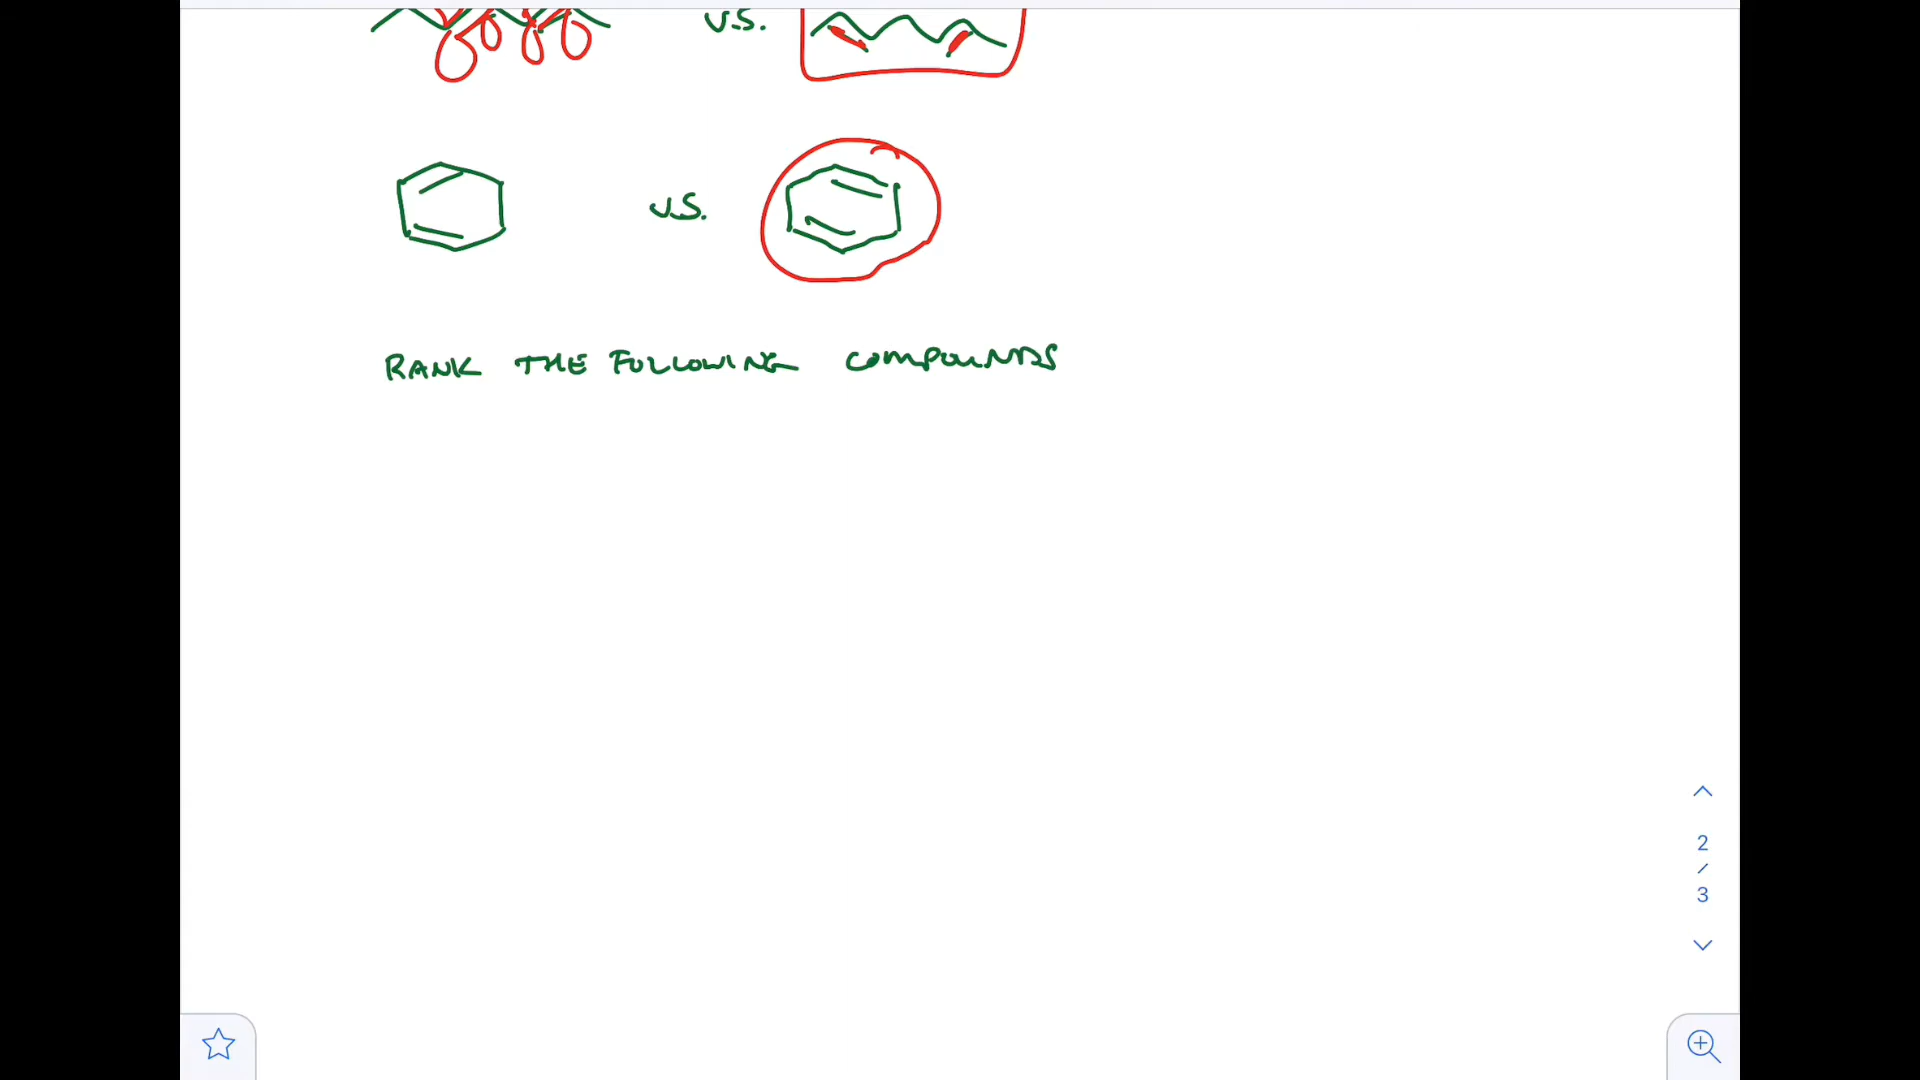 v.s.
v.s.
RANK THE FOLLOWING COMPOUNDS
2
/
3